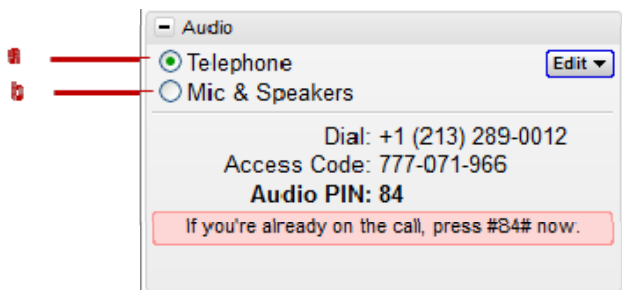 Audio
a
Telephone
Edit
b
Mic & Speakers
Dial: +1 (213) 289-0012
Access Code: 777-071-966
Audio PIN: 84
If you're already on the call, press #84# now.